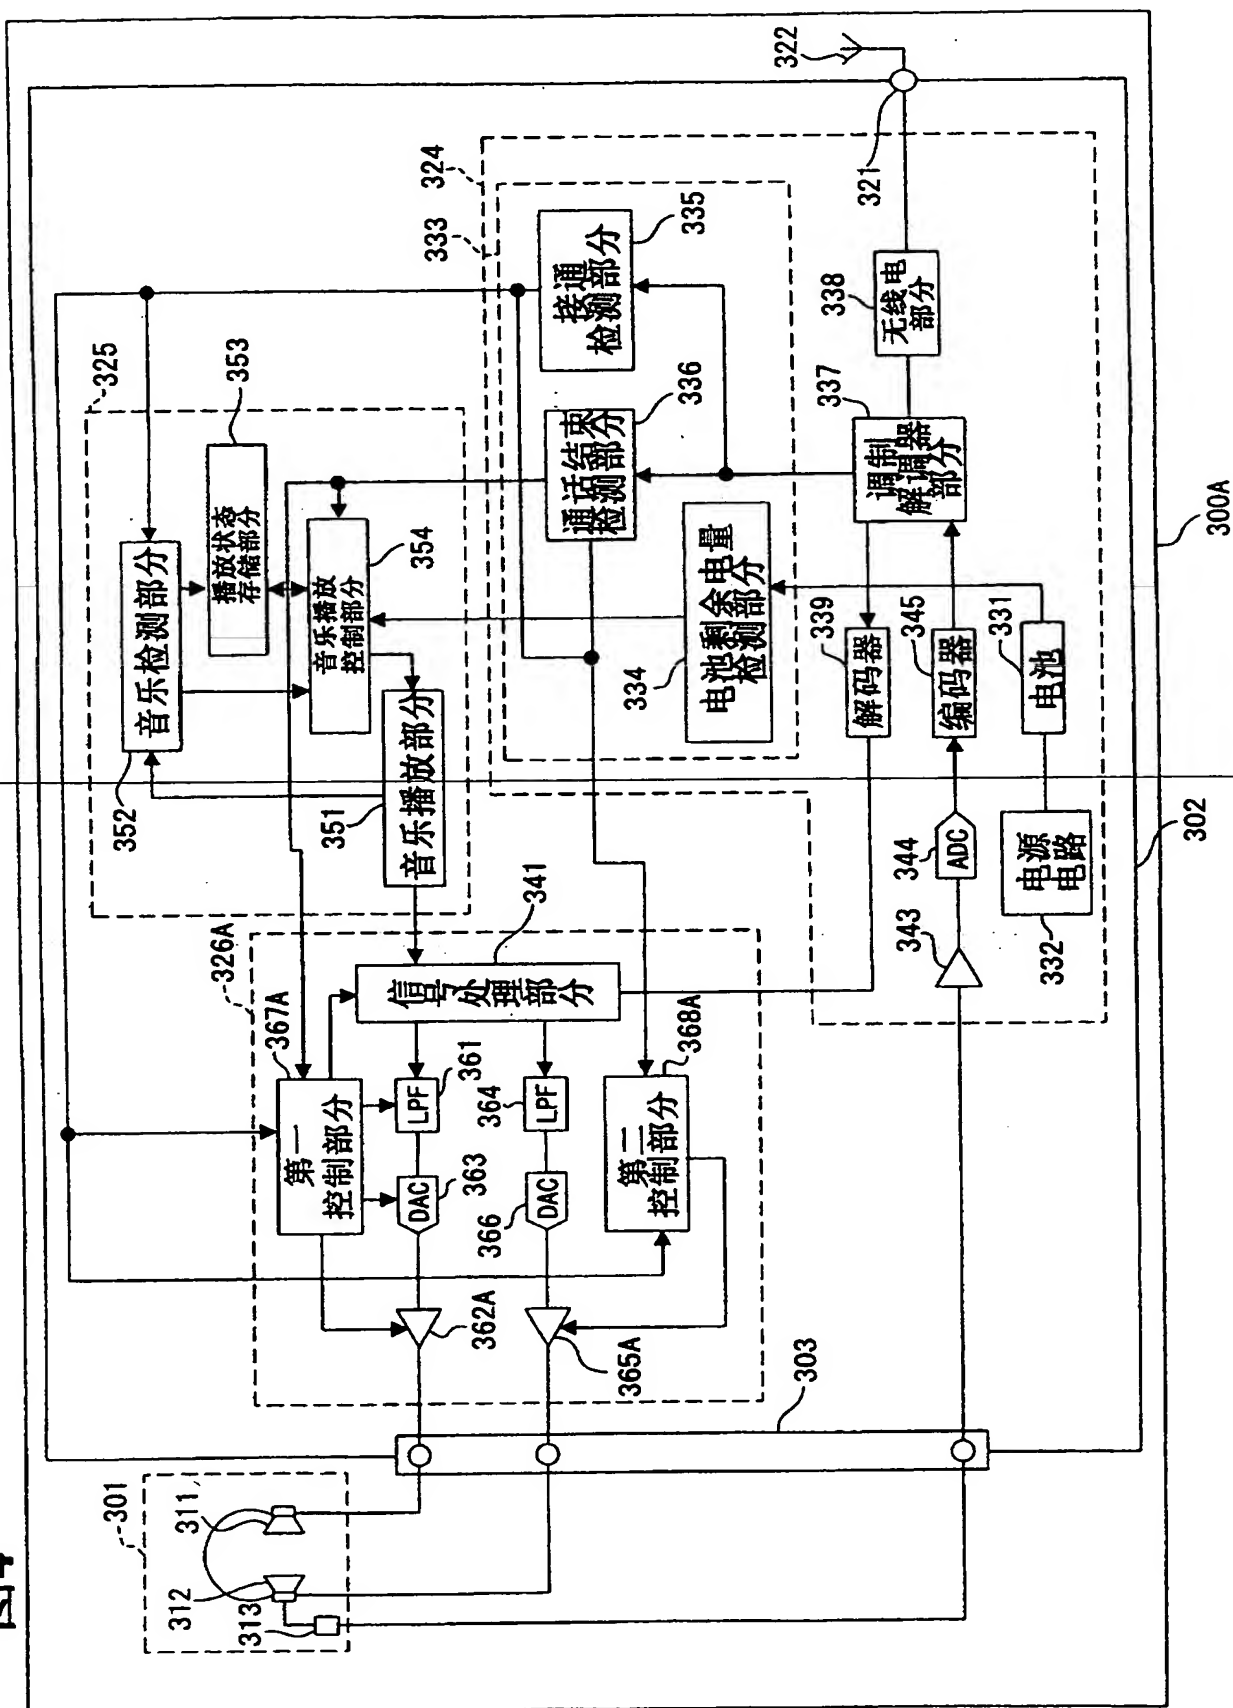 图4
301
311
312
313
303
302
300A
326A
367A
第一
控制部分
341
信号处理部分
361
LPF
363
DAC
362A
364
LPF
366
DAC
365A
368A
第二
控制部分
325
352
音乐检测部分
353
播放状态
存储部分
354
音乐播放
控制部分
351
音乐播放部分
324
333
335
接通
检测部分
336
通话结束
检测部分
334
电池剩余电量
检测部分
337
调制
解调器
部分
338
无线电
部分
321
322
339
解码器
345
编码器
331
电池
344
ADC
343
332
电源
电路